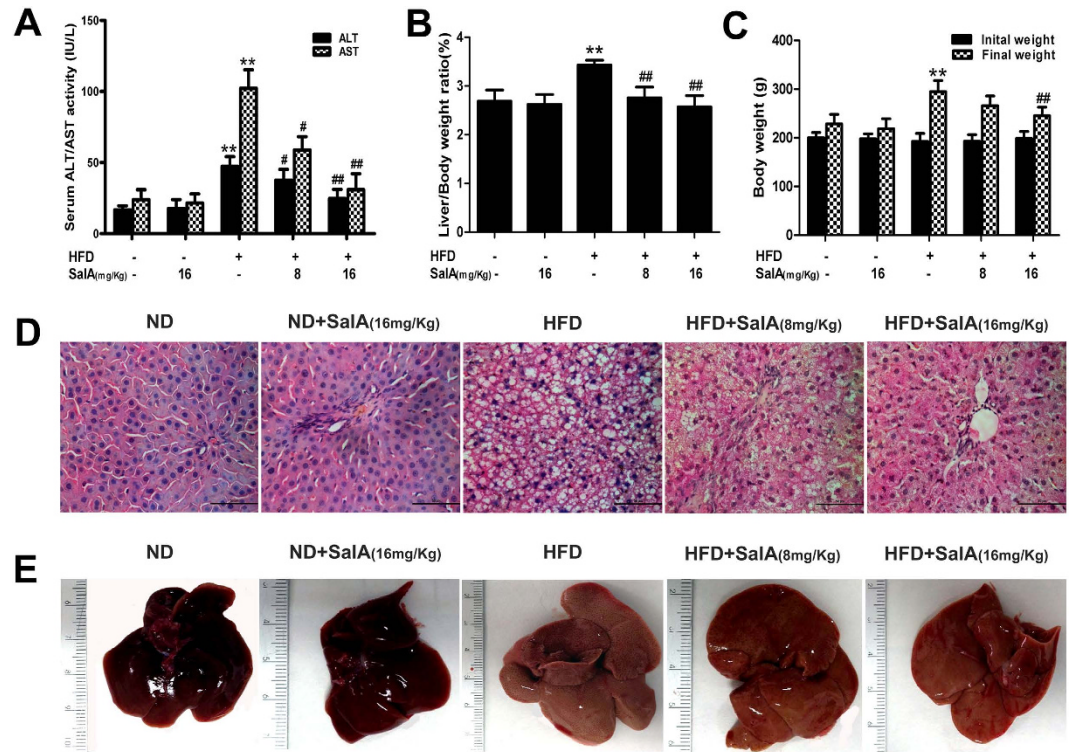 A
Serum ALT/AST activity (IU/L)
150
100
50
0
ALT
AST
** ** # # ## ##
HFD - - + + +
SalA(mg/Kg) - 16 - 8 16
B
Liver/Body weight ratio(%)
5
4
3
2
1
0
** ## ##
HFD - - + + +
SalA(mg/Kg) - 16 - 8 16
C
Body weight (g)
400
300
200
100
0
Inital weight
Final weight
** ##
HFD - - + + +
SalA(mg/Kg) - 16 - 8 16
D
ND ND+SalA(16mg/Kg) HFD HFD+SalA(8mg/Kg) HFD+SalA(16mg/Kg)
E
ND ND+SalA(16mg/Kg) HFD HFD+SalA(8mg/Kg) HFD+SalA(16mg/Kg)